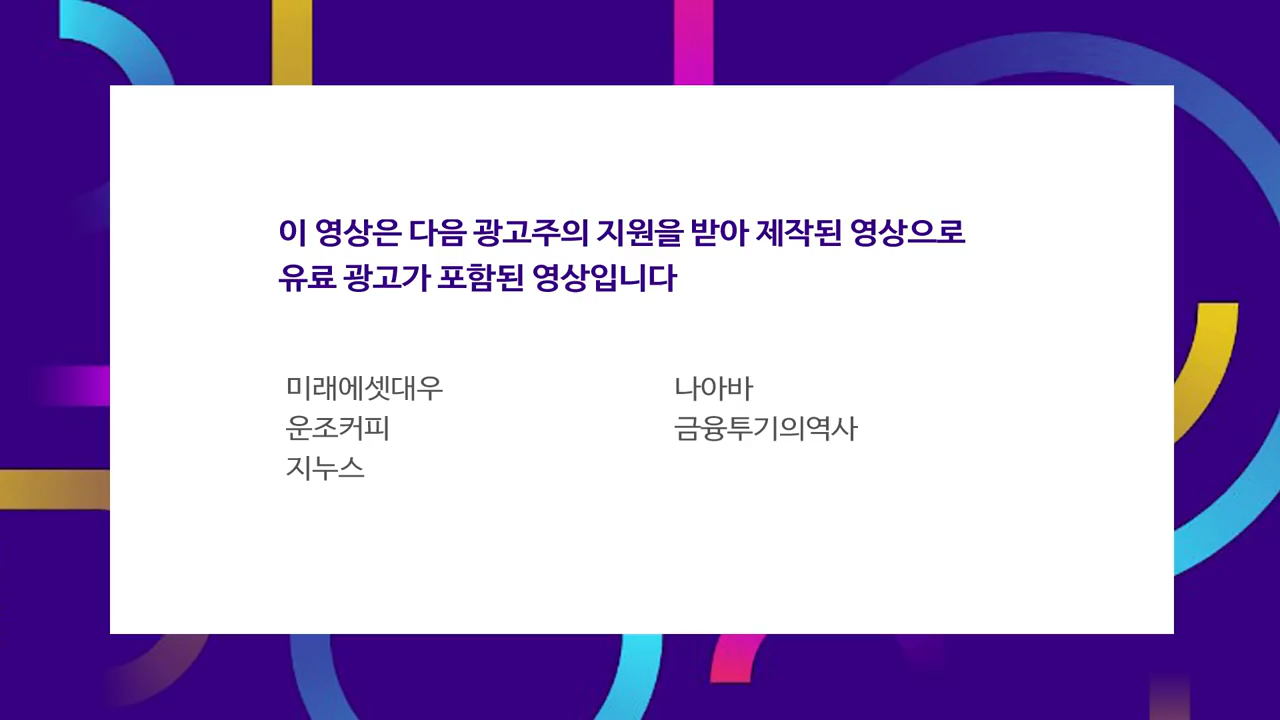 이 영상은 다음 광고주의 지원을 받아 제작된 영상으로
유료 광고가 포함된 영상입니다
미래에셋대우
운조커피
지누스
나아바
금융투기의역사